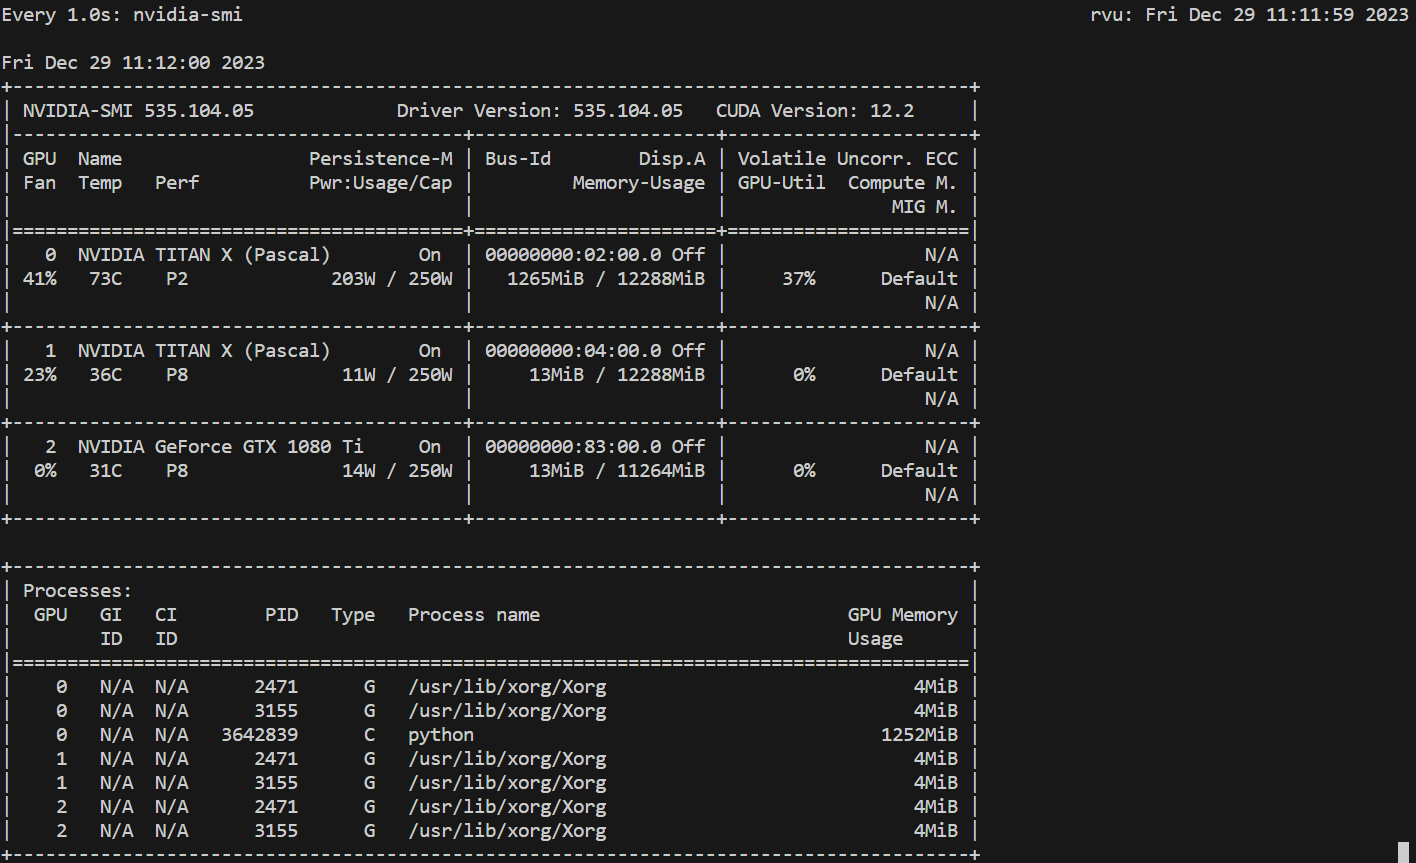 Every 1.0s: nvidia-smi                                                                             rvu: Fri Dec 29 11:11:59 2023

Fri Dec 29 11:12:00 2023
+---------------------------------------------------------------------------------------+
| NVIDIA-SMI 535.104.05             Driver Version: 535.104.05   CUDA Version: 12.2     |
|-----------------------------------------+----------------------+----------------------+
| GPU  Name                 Persistence-M | Bus-Id        Disp.A | Volatile Uncorr. ECC |
| Fan  Temp   Perf          Pwr:Usage/Cap |         Memory-Usage | GPU-Util  Compute M. |
|                                         |                      |               MIG M. |
|=========================================+======================+======================|
|   0  NVIDIA TITAN X (Pascal)        On  | 00000000:02:00.0 Off |                  N/A |
| 41%   73C    P2             203W / 250W |   1265MiB / 12288MiB |     37%      Default |
|                                         |                      |                  N/A |
+-----------------------------------------+----------------------+----------------------+
|   1  NVIDIA TITAN X (Pascal)        On  | 00000000:04:00.0 Off |                  N/A |
| 23%   36C    P8              11W / 250W |     13MiB / 12288MiB |      0%      Default |
|                                         |                      |                  N/A |
+-----------------------------------------+----------------------+----------------------+
|   2  NVIDIA GeForce GTX 1080 Ti     On  | 00000000:83:00.0 Off |                  N/A |
|  0%   31C    P8              14W / 250W |     13MiB / 11264MiB |      0%      Default |
|                                         |                      |                  N/A |
+-----------------------------------------+----------------------+----------------------+

+---------------------------------------------------------------------------------------+
| Processes:                                                                            |
|  GPU   GI   CI        PID   Type   Process name                            GPU Memory |
|        ID   ID                                                             Usage      |
|=======================================================================================|
|    0   N/A  N/A      2471      G   /usr/lib/xorg/Xorg                            4MiB |
|    0   N/A  N/A      3155      G   /usr/lib/xorg/Xorg                            4MiB |
|    0   N/A  N/A   3642839      C   python                                     1252MiB |
|    1   N/A  N/A      2471      G   /usr/lib/xorg/Xorg                            4MiB |
|    1   N/A  N/A      3155      G   /usr/lib/xorg/Xorg                            4MiB |
|    2   N/A  N/A      2471      G   /usr/lib/xorg/Xorg                            4MiB |
|    2   N/A  N/A      3155      G   /usr/lib/xorg/Xorg                            4MiB |
+---------------------------------------------------------------------------------------+